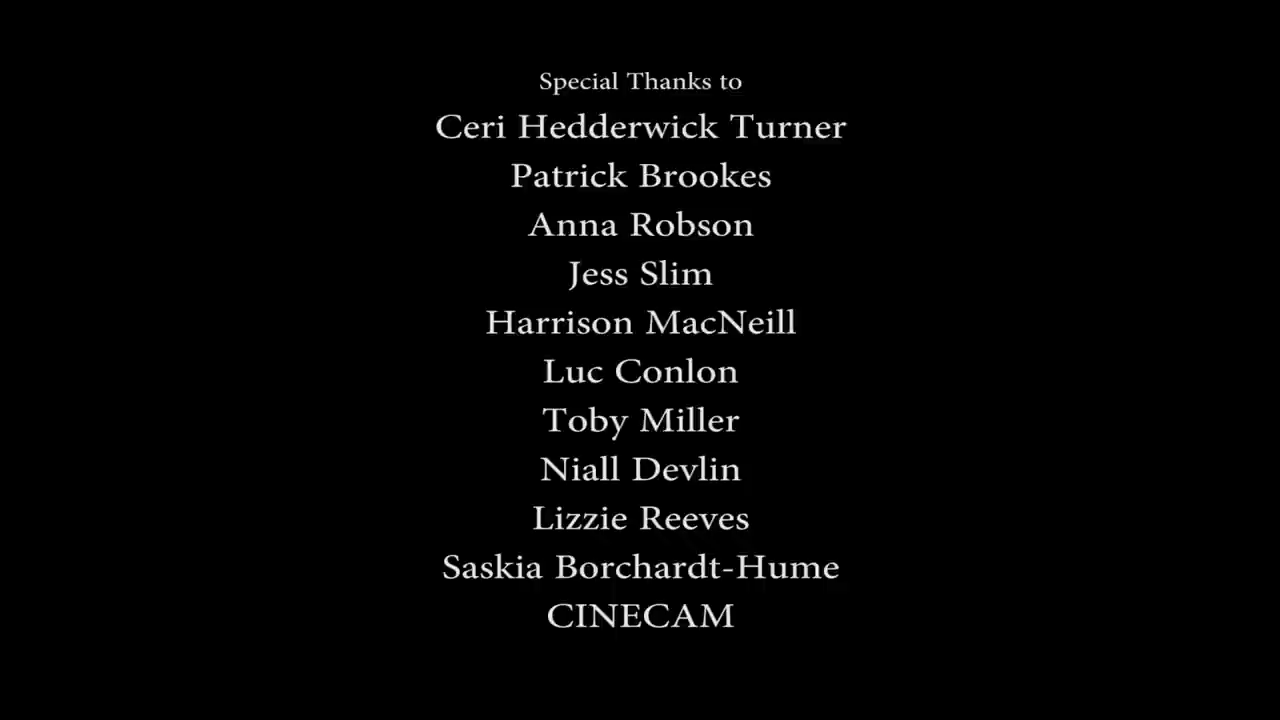 Special Thanks to
Ceri Hedderwick Turner
Patrick Brookes
Anna Robson
Jess Slim
Harrison MacNeill
Luc Conlon
Toby Miller
Niall Devlin
Lizzie Reeves
Saskia Borchardt-Hume
CINECAM